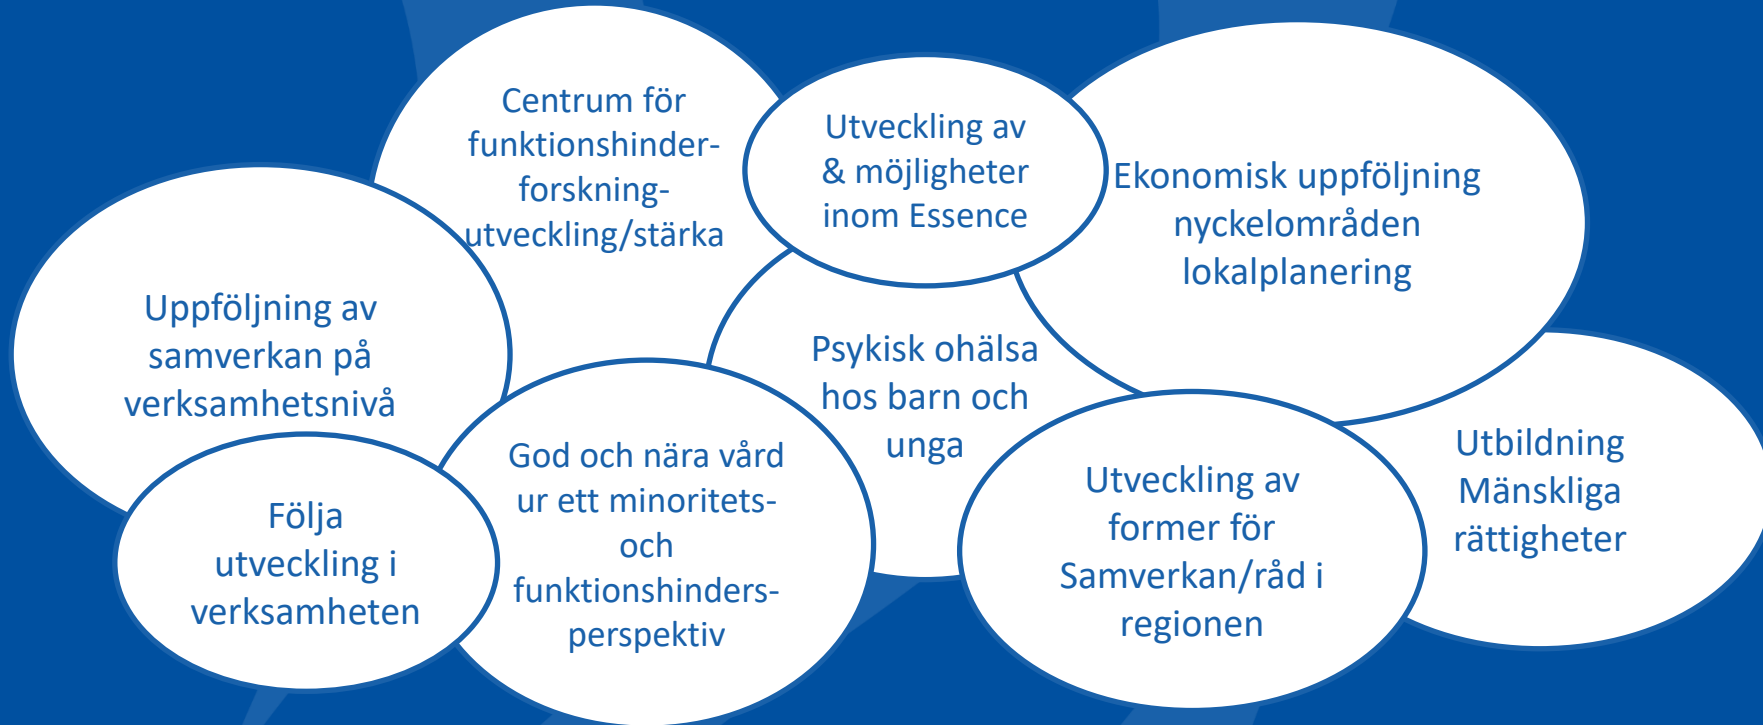 Centrum för
funktionshinder-
forskning-
utveckling/stärka
Utveckling av
& möjligheter
inom Essence
Ekonomisk uppföljning
nyckelområden
lokalplanering
Uppföljning av
samverkan på
verksamhetsnivå
Psykisk ohälsa
hos barn och
unga
Följa
utveckling i
verksamheten
God och nära vård
ur ett minoritets-
och
funktionshinders-
perspektiv
Utveckling av
former för
Samverkan/råd i
regionen
Utbildning
Mänskliga
rättigheter